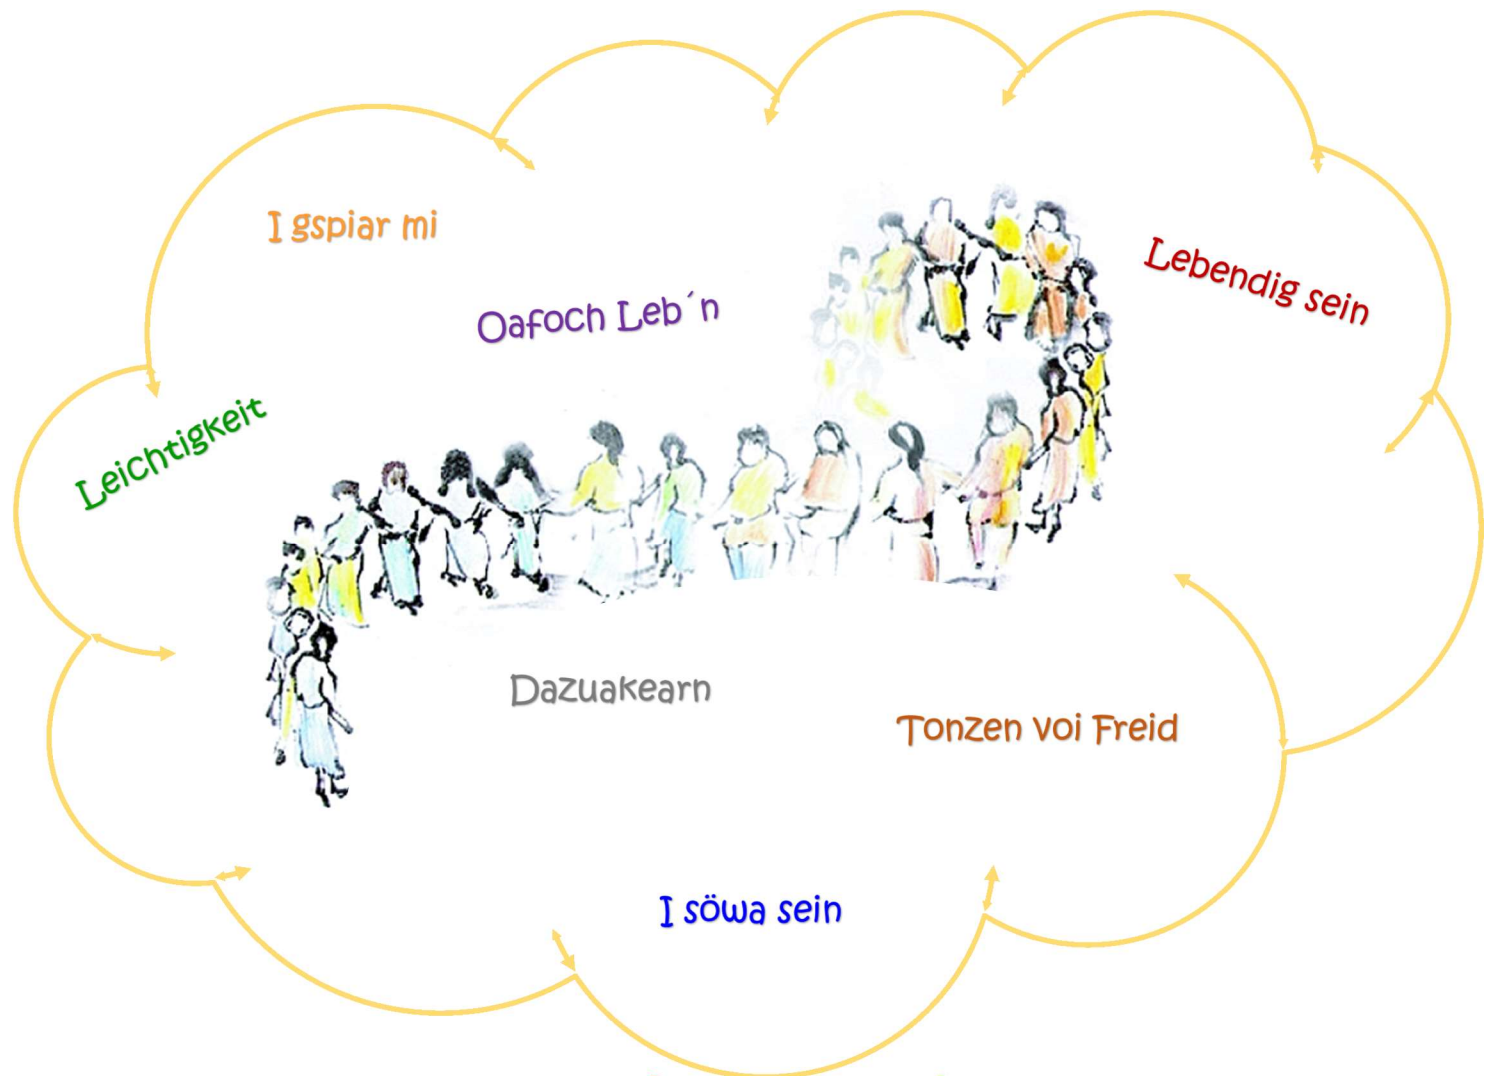 I gspiar mi
Lebendig sein
Oafoch Leb´n
Leichtigkeit
Dazuakearn
Tonzen voi Freid
I söwa sein